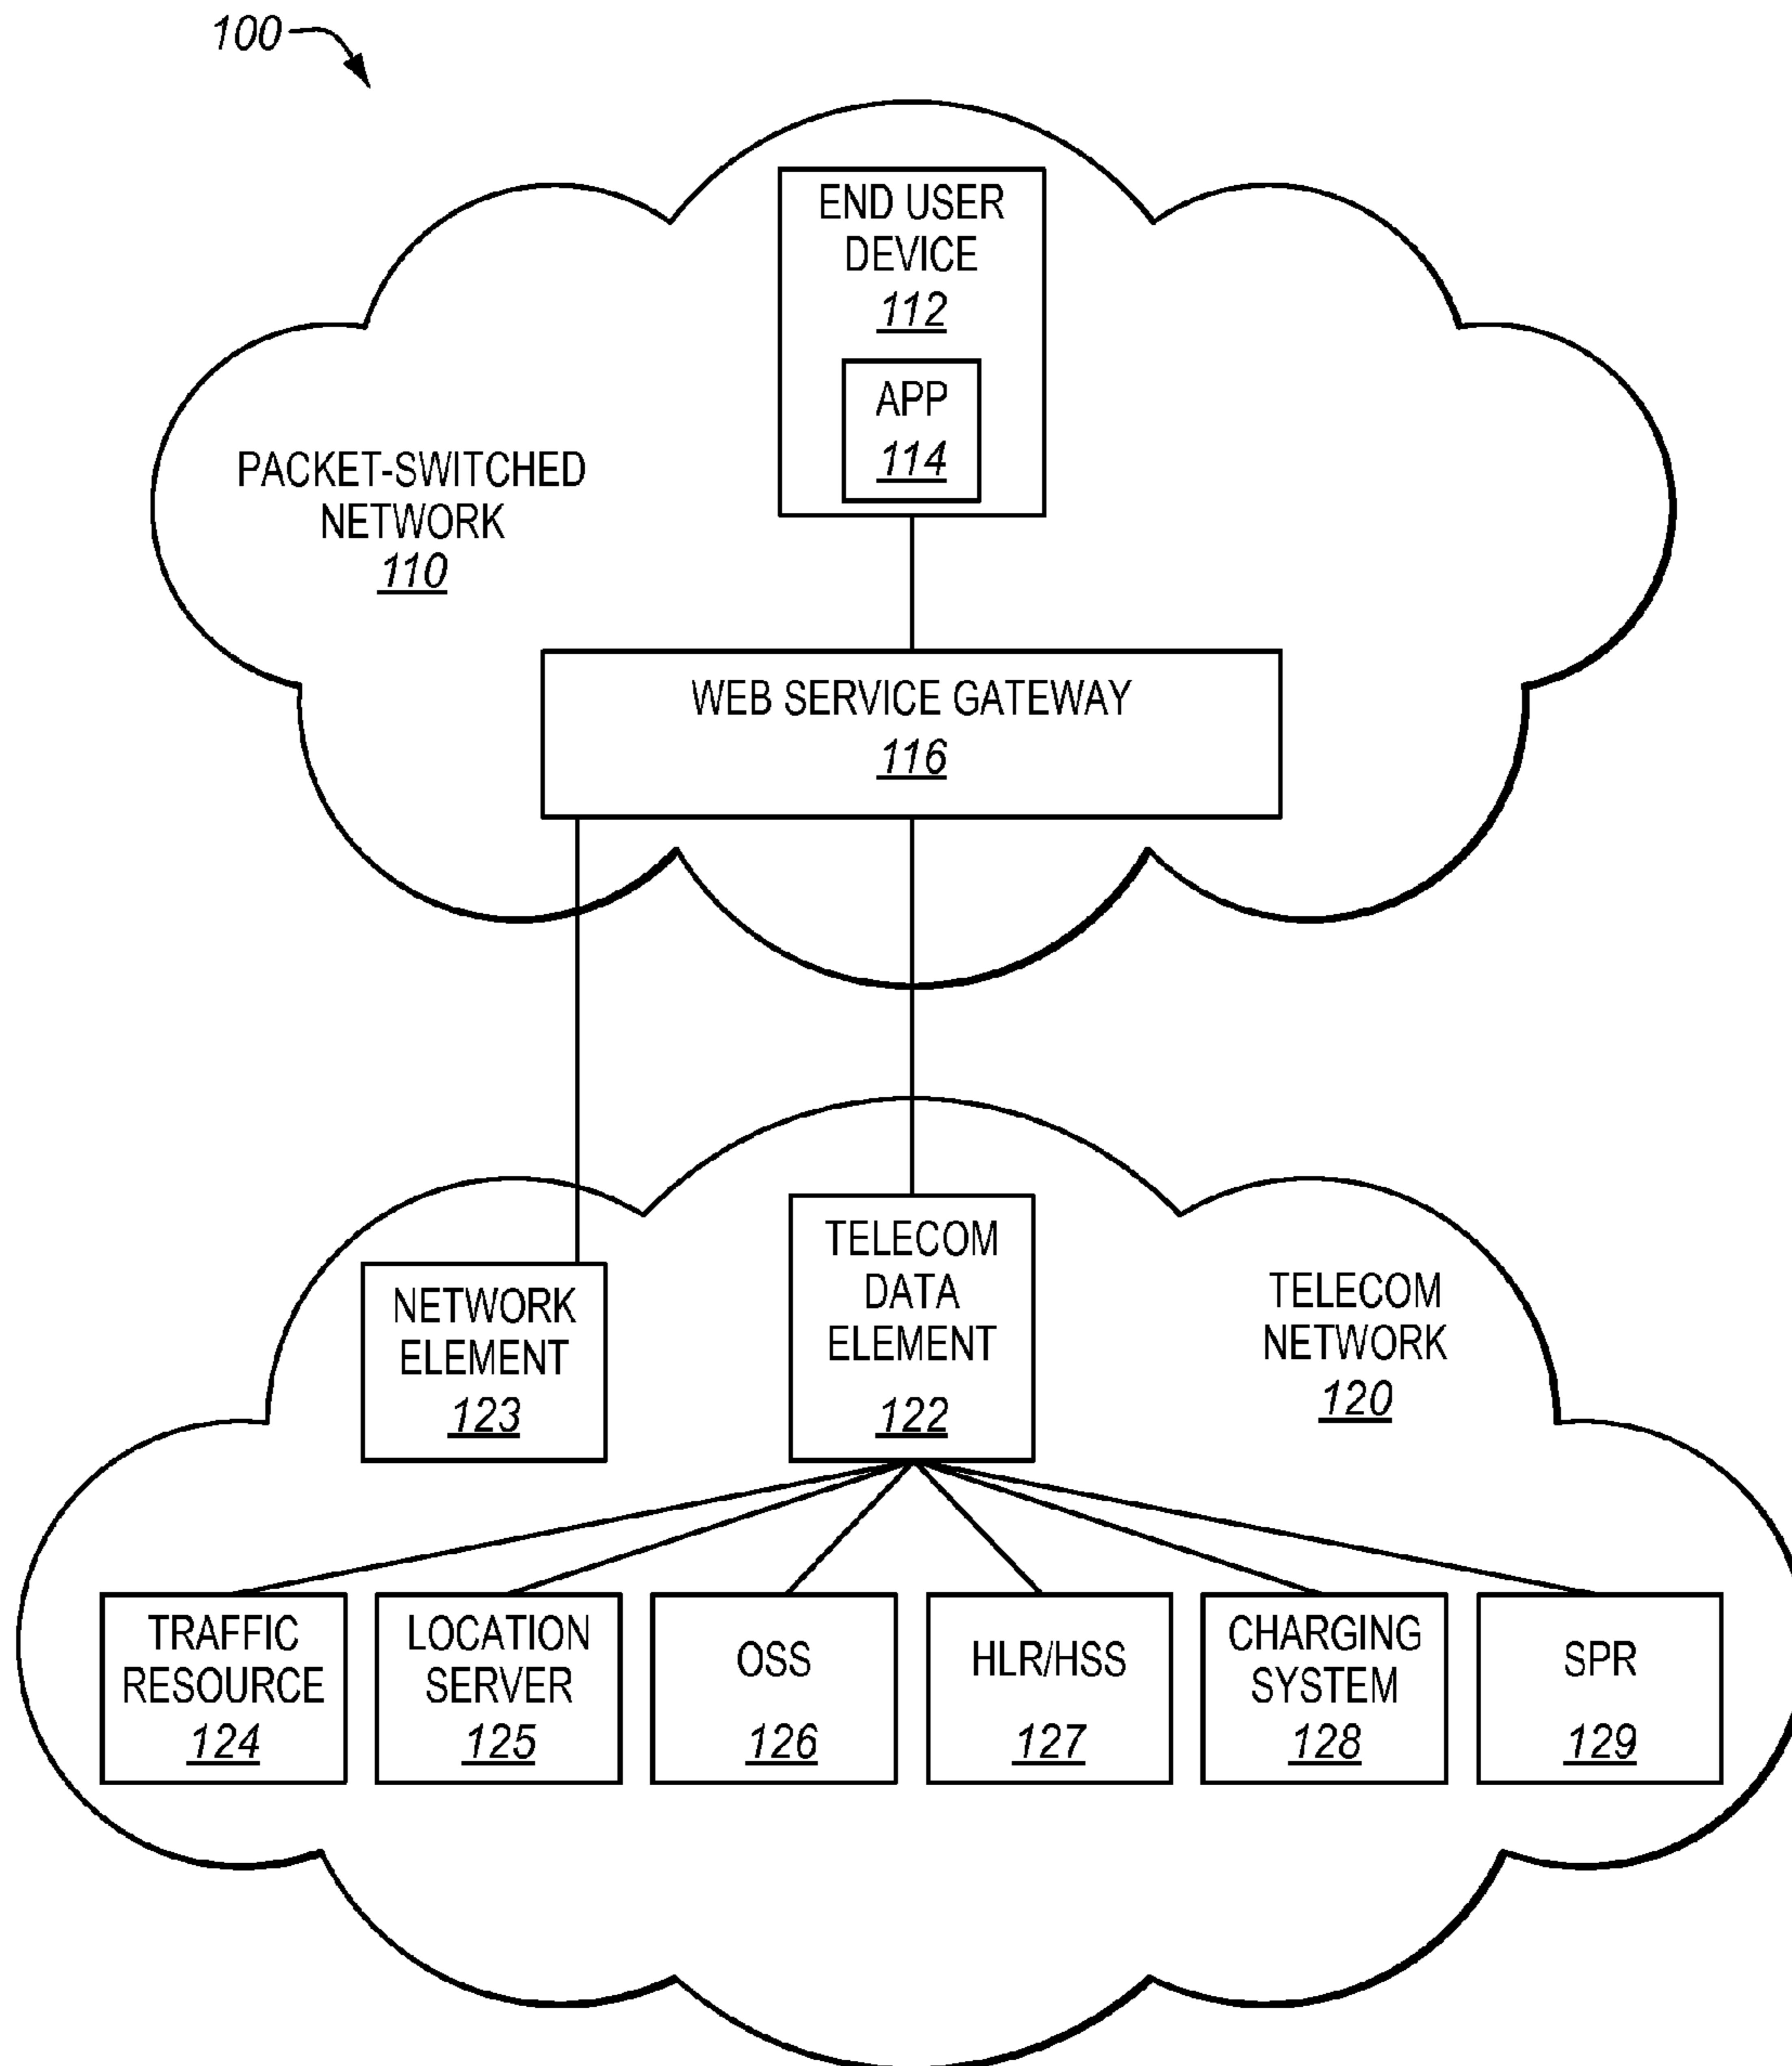 100
END USER
DEVICE
112
APP
114
PACKET-SWITCHED
NETWORK
110
WEB SERVICE GATEWAY
116
NETWORK
ELEMENT
123
TELECOM
DATA
ELEMENT
122
TELECOM
NETWORK
120
TRAFFIC
RESOURCE
124
LOCATION
SERVER
125
OSS
126
HLR/HSS
127
CHARGING
SYSTEM
128
SPR
129